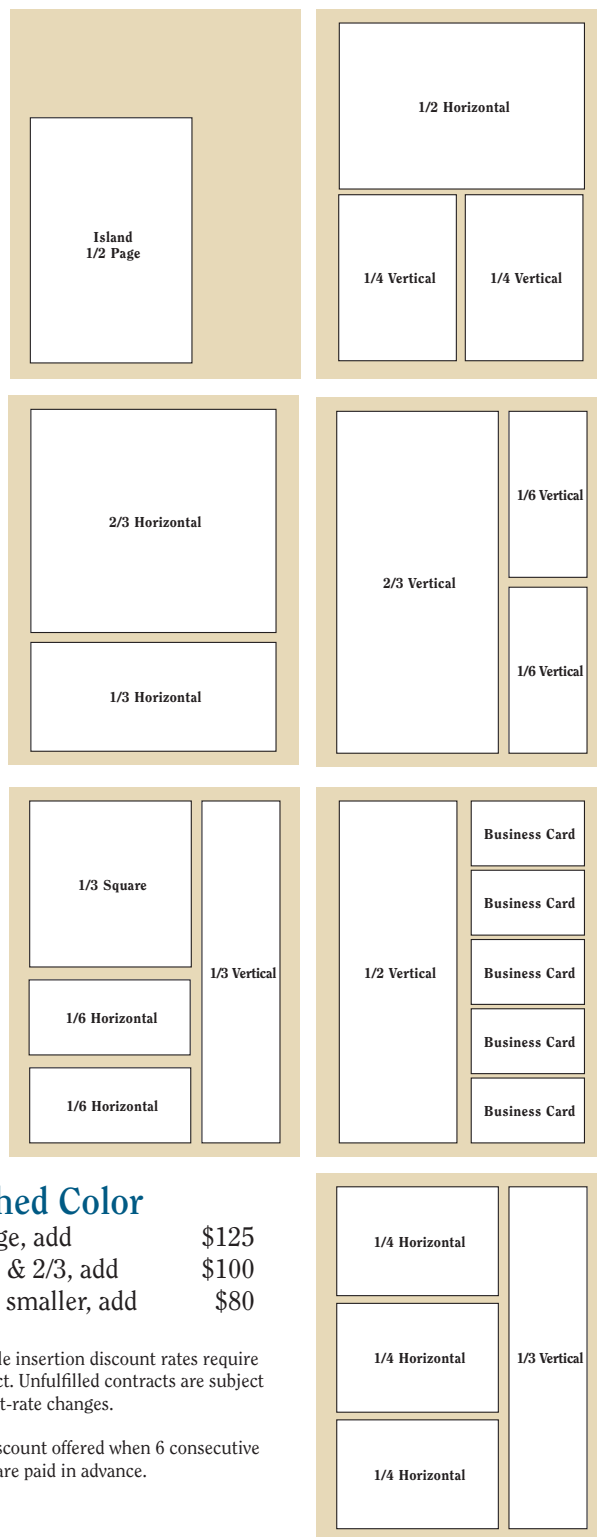 Island
1/2 Page
1/2 Horizontal
1/4 Vertical
1/4 Vertical
2/3 Horizontal
1/3 Horizontal
2/3 Vertical
1/6 Vertical
1/6 Vertical
1/3 Square
1/6 Horizontal
1/6 Horizontal
1/3 Vertical
1/2 Vertical
Business Card
Business Card
Business Card
Business Card
Business Card
hed Color
ge, add $125
& 2/3, add $100
smaller, add $80
le insertion discount rates require
ct. Unfulfilled contracts are subject
t-rate changes.
scount offered when 6 consecutive
are paid in advance.
1/4 Horizontal
1/4 Horizontal
1/4 Horizontal
1/3 Vertical